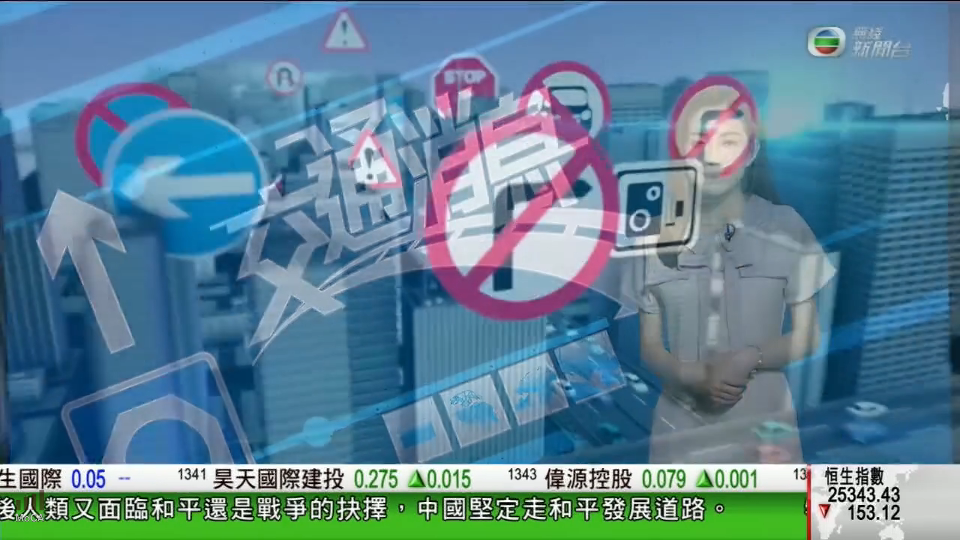 無綫
新聞台
STOP
交通消息
生國際 0.05 -- 1341 昊天國際建投 0.275 ▲0.015 1343 偉源控股 0.079 ▲0.001 13
恒生指數
25343.43
▼ 153.12
後人類又面臨和平還是戰爭的抉擇，中國堅定走和平發展道路。